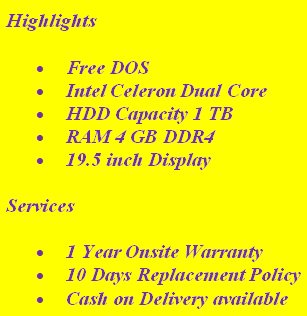 Highlights
• Free DOS
• Intel Celeron Dual Core
• HDD Capacity 1 TB
• RAM 4 GB DDR4
• 19.5 inch Display
Services
• 1 Year Onsite Warranty
• 10 Days Replacement Policy
• Cash on Delivery available